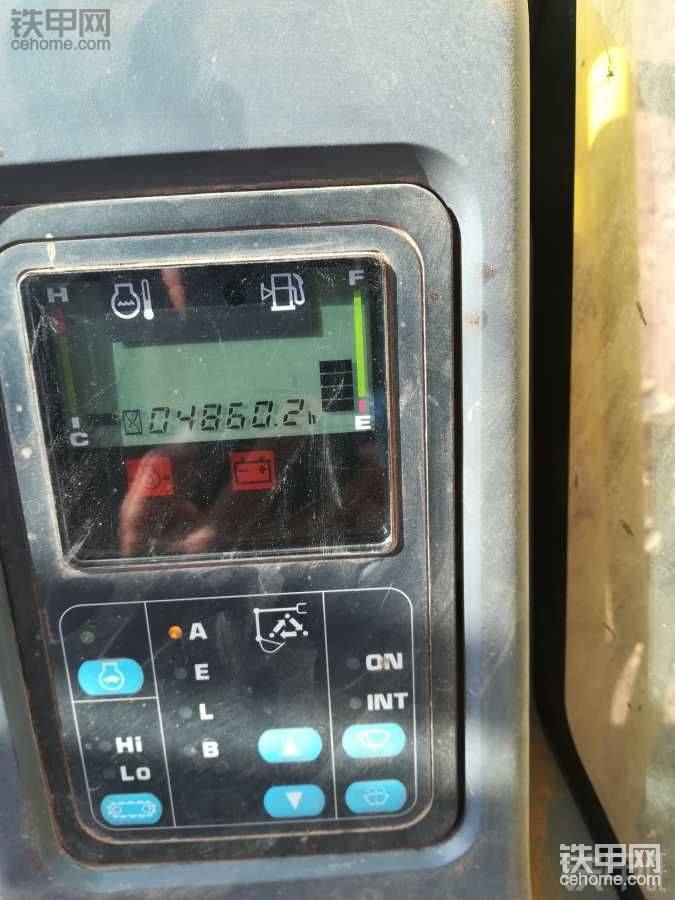 铁甲网
cehome.com
H
F
C
04860.2h
E
A
E
ON
L
INT
Hi
B
Lo
铁甲网
cehome.com